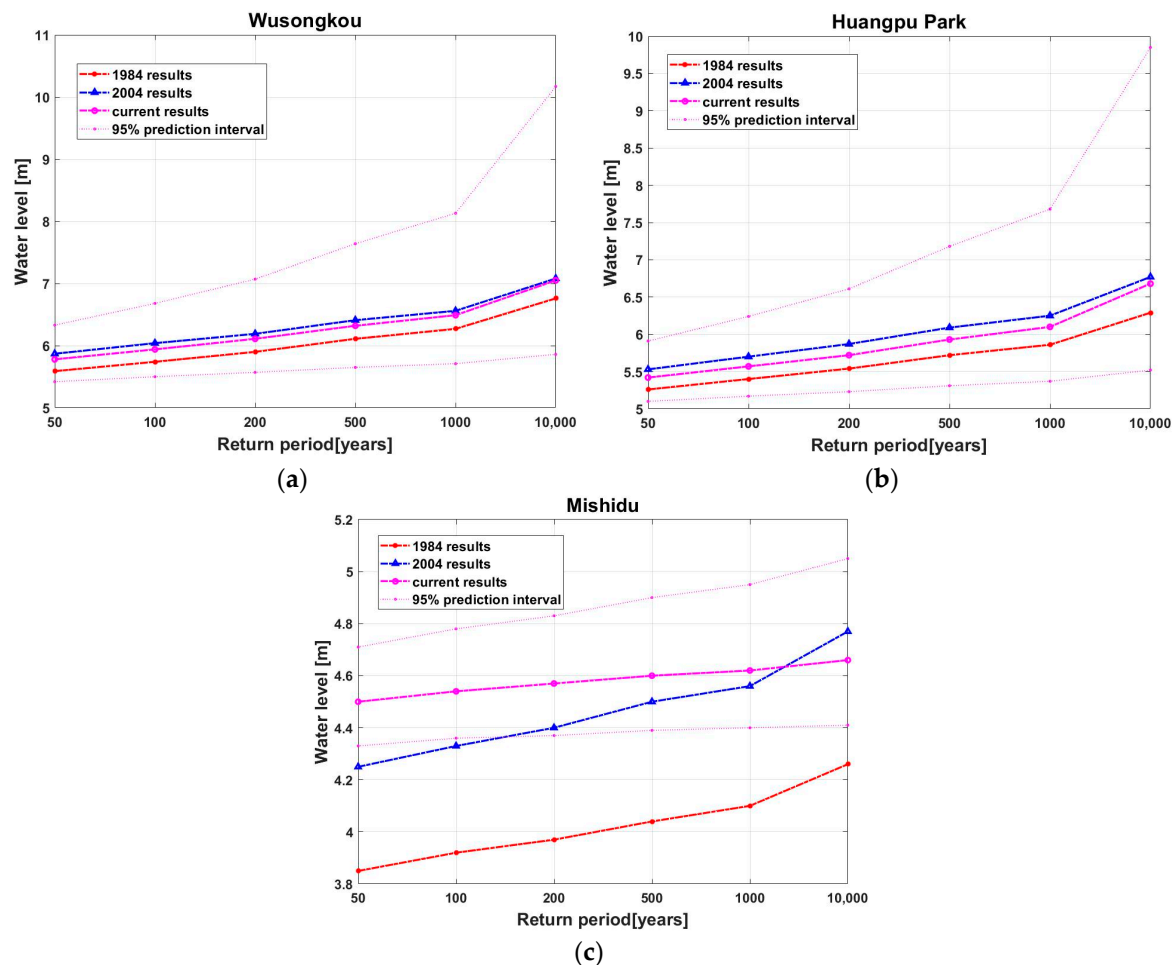 Wusongkou
11
10
9
8
7
6
5
Water level [m]
1984 results
2004 results
current results
95% prediction interval
50 100 200 500 1000 10,000
Return period[years]
(a)
Huangpu Park
10
9.5
9
8.5
8
7.5
7
6.5
6
5.5
5
Water level [m]
1984 results
2004 results
current results
95% prediction interval
50 100 200 500 1000 10,000
Return period[years]
(b)
Mishidu
5.2
5
4.8
4.6
4.4
4.2
4
3.8
Water level [m]
1984 results
2004 results
current results
95% prediction interval
50 100 200 500 1000 10,000
Return period[years]
(c)